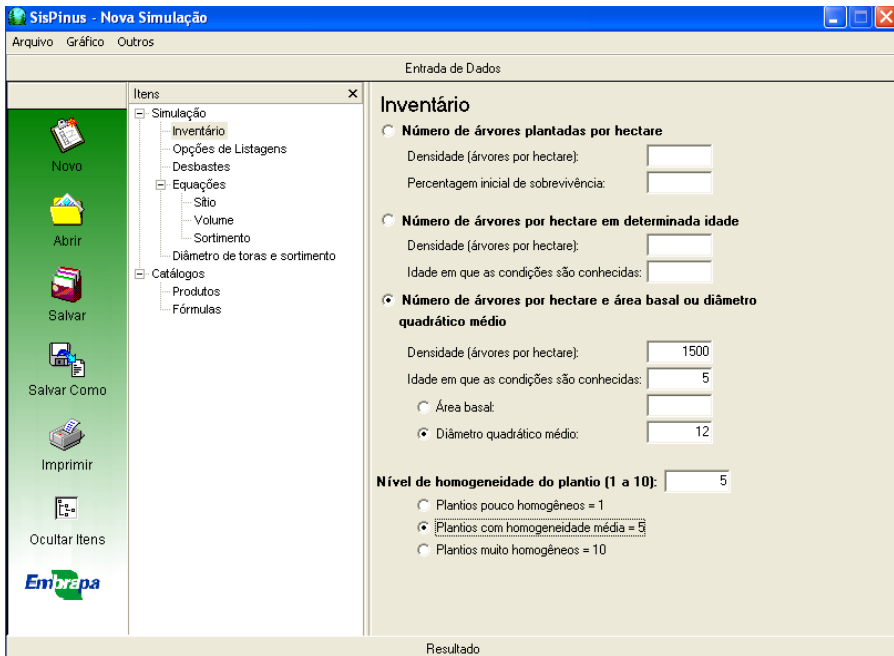 SisPinus - Nova Simulação
Arquivo Gráfico Outros
Entrada de Dados
Novo
Abrir
Salvar
Salvar Como
Imprimir
Ocultar Itens
Embrapa
Itens
Simulação
Inventário
Opções de Listagens
Desbastes
Equações
Sítio
Volume
Sortimento
Diâmetro de toras e sortimento
Catálogos
Produtos
Fórmulas
Inventário
Número de árvores plantadas por hectare
Densidade (árvores por hectare):
Percentagem inicial de sobrevivência:
Número de árvores por hectare em determinada idade
Densidade (árvores por hectare):
Idade em que as condições são conhecidas:
Número de árvores por hectare e área basal ou diâmetro
quadrático médio
Densidade (árvores por hectare): 1500
Idade em que as condições são conhecidas: 5
Área basal:
Diâmetro quadrático médio: 12
Nível de homogeneidade do plantio (1 a 10): 5
Plantios pouco homogêneos = 1
Plantios com homogeneidade média = 5
Plantios muito homogêneos = 10
Resultado